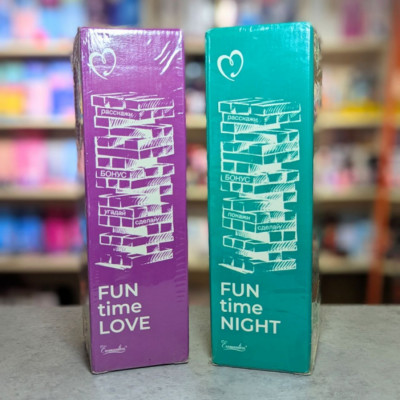 расскажи
БОНУС
угадай
сделай
FUN
time
LOVE
расскажи
БОНУС
покажи
сделай
FUN
time
NIGHT